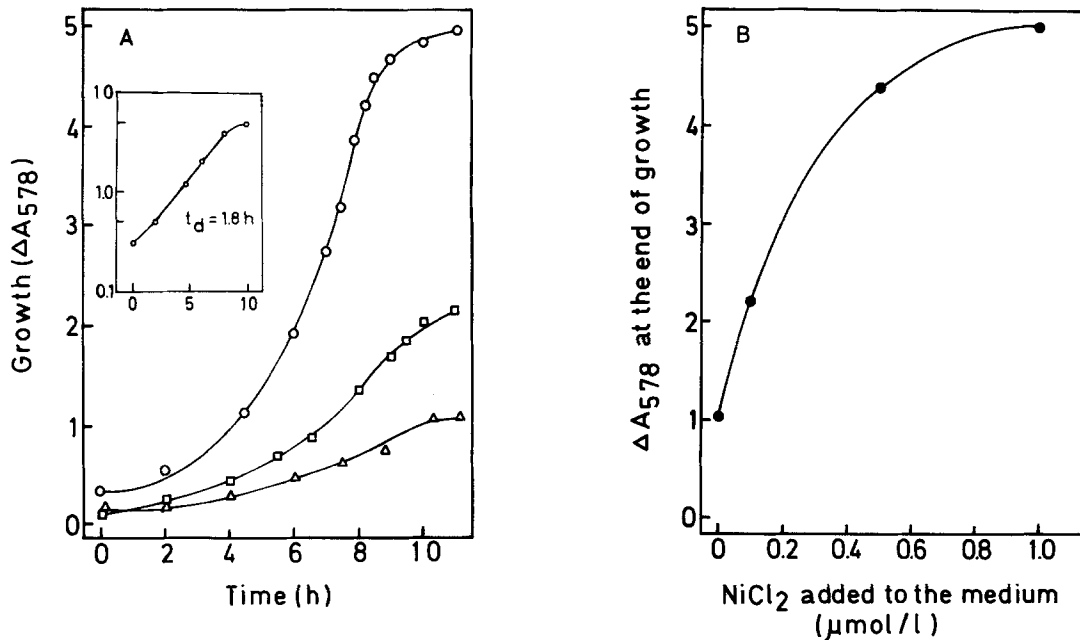 A
Growth (ΔA578)
5
4
3
2
1
0
0 2 4 6 8 10
Time (h)
1 0
1.0
0.1
0 5 10
td = 1.8 h
B
ΔA578 at the end of growth
5
4
3
2
1
0
0 0.2 0.4 0.6 0.8 1.0
NiCl2 added to the medium
(μmol/l)